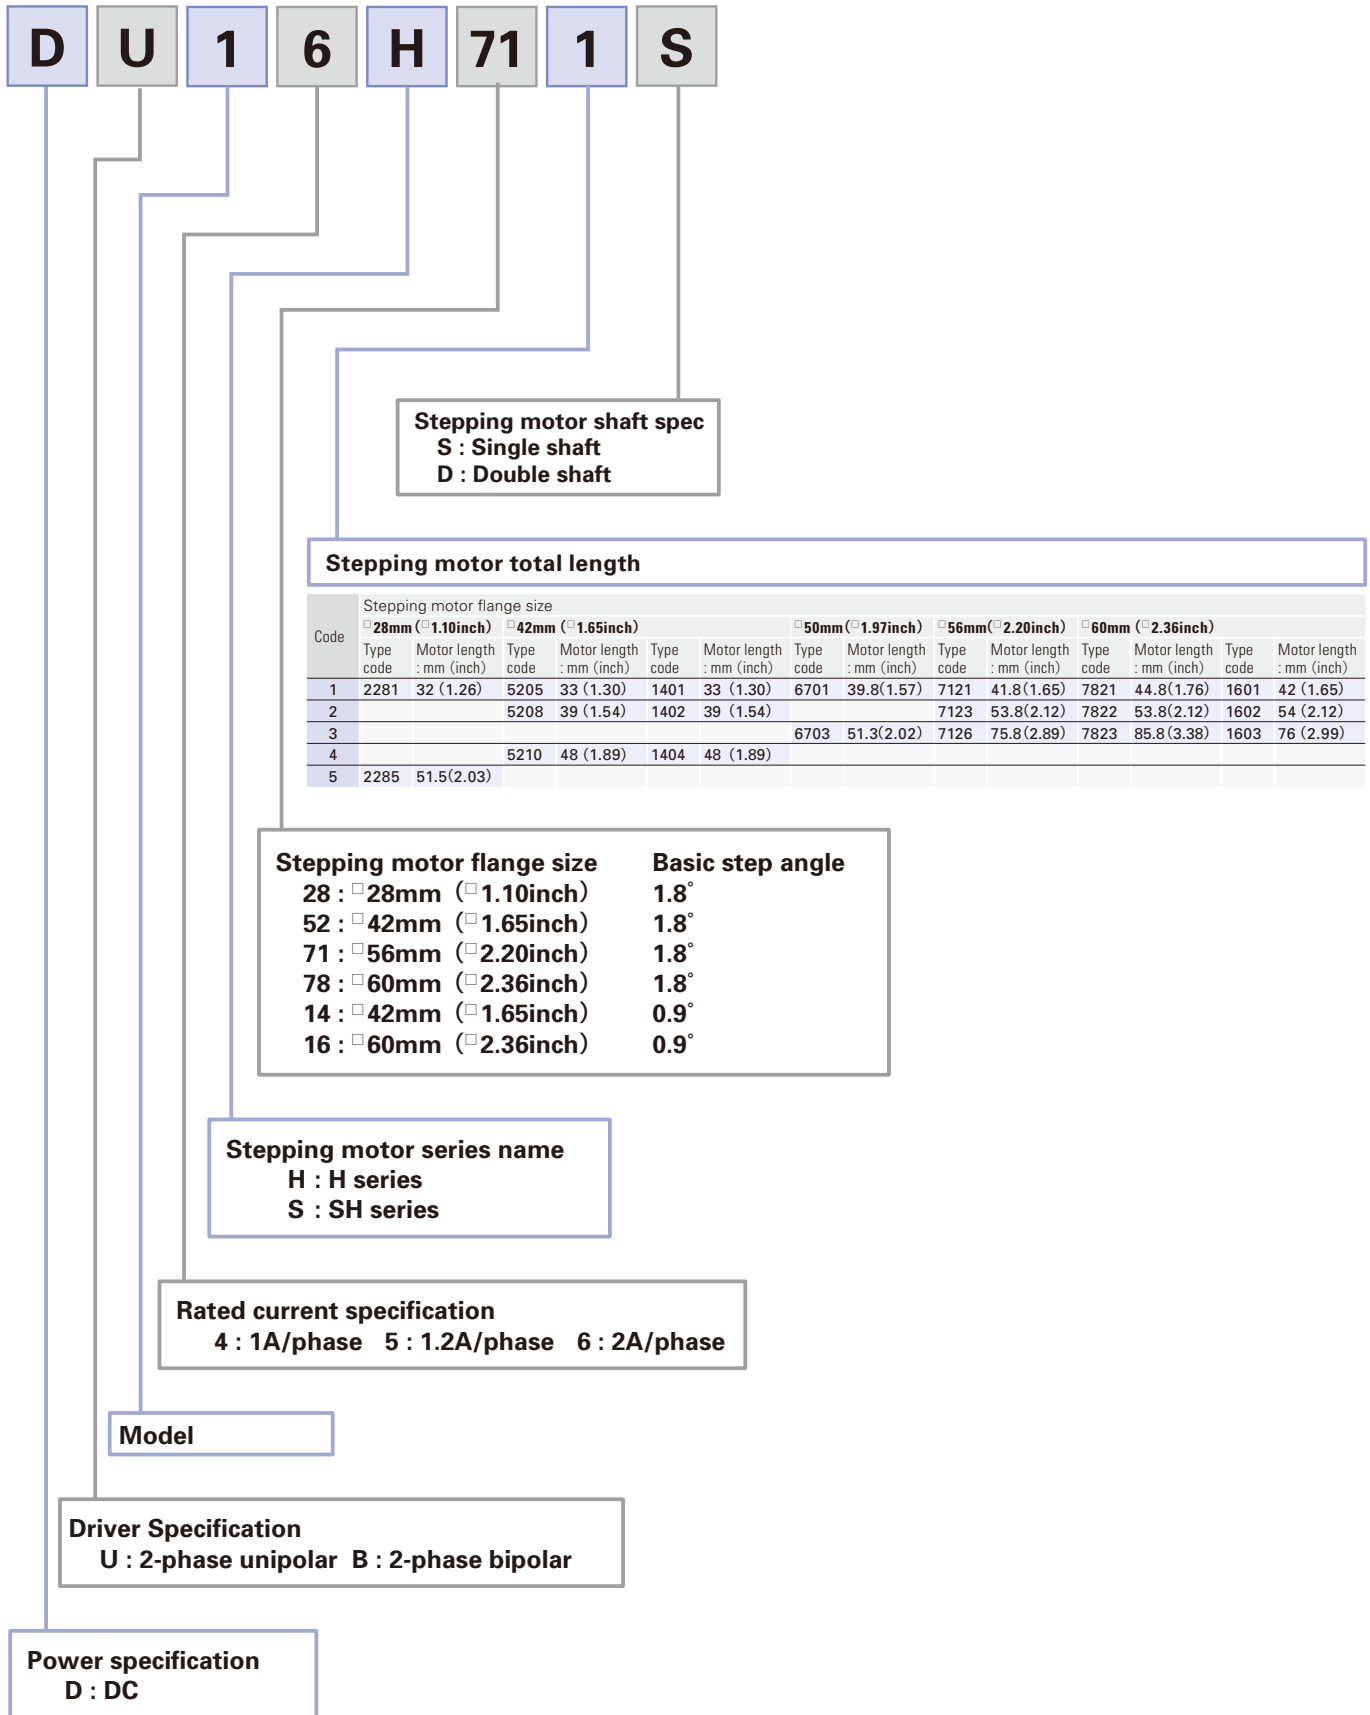 D U 1 6 H 71 1 S
Stepping motor shaft spec
S : Single shaft
D : Double shaft
Stepping motor total length
Code
Stepping motor flange size
□28mm (□1.10inch) □42mm (□1.65inch) □50mm (□1.97inch) □56mm (□2.20inch) □60mm (□2.36inch)
Type code Motor length : mm (inch) Type code Motor length : mm (inch) Type code Motor length : mm (inch) Type code Motor length : mm (inch) Type code Motor length : mm (inch) Type code Motor length : mm (inch) Type code Motor length : mm (inch)
1 2281 32 (1.26) 5205 33 (1.30) 1401 33 (1.30) 6701 39.8(1.57) 7121 41.8(1.65) 7821 44.8(1.76) 1601 42 (1.65)
2 5208 39 (1.54) 1402 39 (1.54) 7123 53.8(2.12) 7822 53.8(2.12) 1602 54 (2.12)
3 6703 51.3(2.02) 7126 75.8(2.89) 7823 85.8(3.38) 1603 76 (2.99)
4 5210 48 (1.89) 1404 48 (1.89)
5 2285 51.5(2.03)
Stepping motor flange size Basic step angle
28 : □28mm (□1.10inch) 1.8°
52 : □42mm (□1.65inch) 1.8°
71 : □56mm (□2.20inch) 1.8°
78 : □60mm (□2.36inch) 1.8°
14 : □42mm (□1.65inch) 0.9°
16 : □60mm (□2.36inch) 0.9°
Stepping motor series name
H : H series
S : SH series
Rated current specification
4 : 1A/phase 5 : 1.2A/phase 6 : 2A/phase
Model
Driver Specification
U : 2-phase unipolar B : 2-phase bipolar
Power specification
D : DC